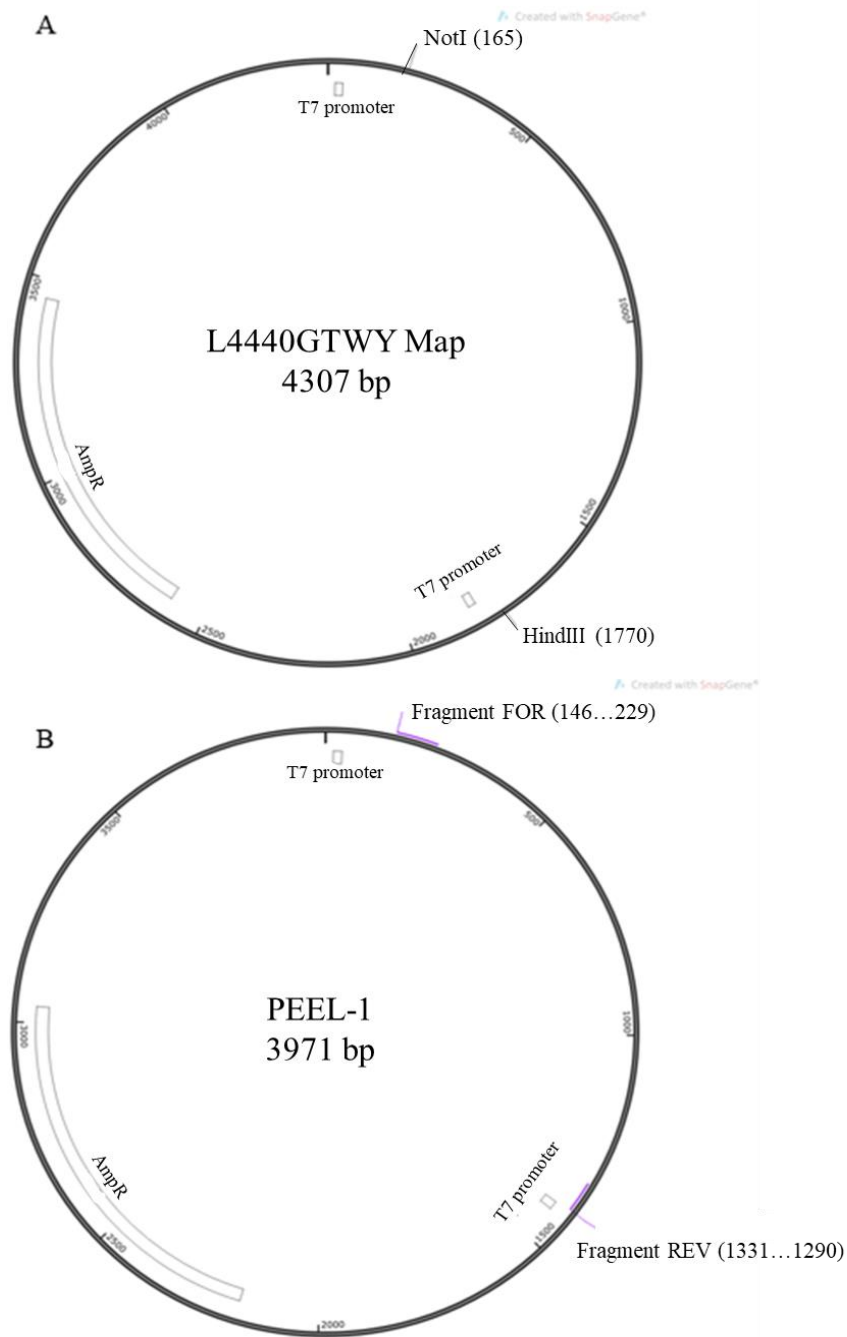 Created with SnapGene®
A
NotI (165)
T7 promoter
4000
500
3500
1000
L4440GTWY Map
4307 bp
AmpR
3000
1500
T7 promoter
HindIII (1770)
2500
2000
Created with SnapGene®
Fragment FOR (146...229)
B
T7 promoter
3500
500
PEEL-1
3971 bp
3000
1000
AmpR
T7 promoter
2500
1500
Fragment REV (1331...1290)
2000